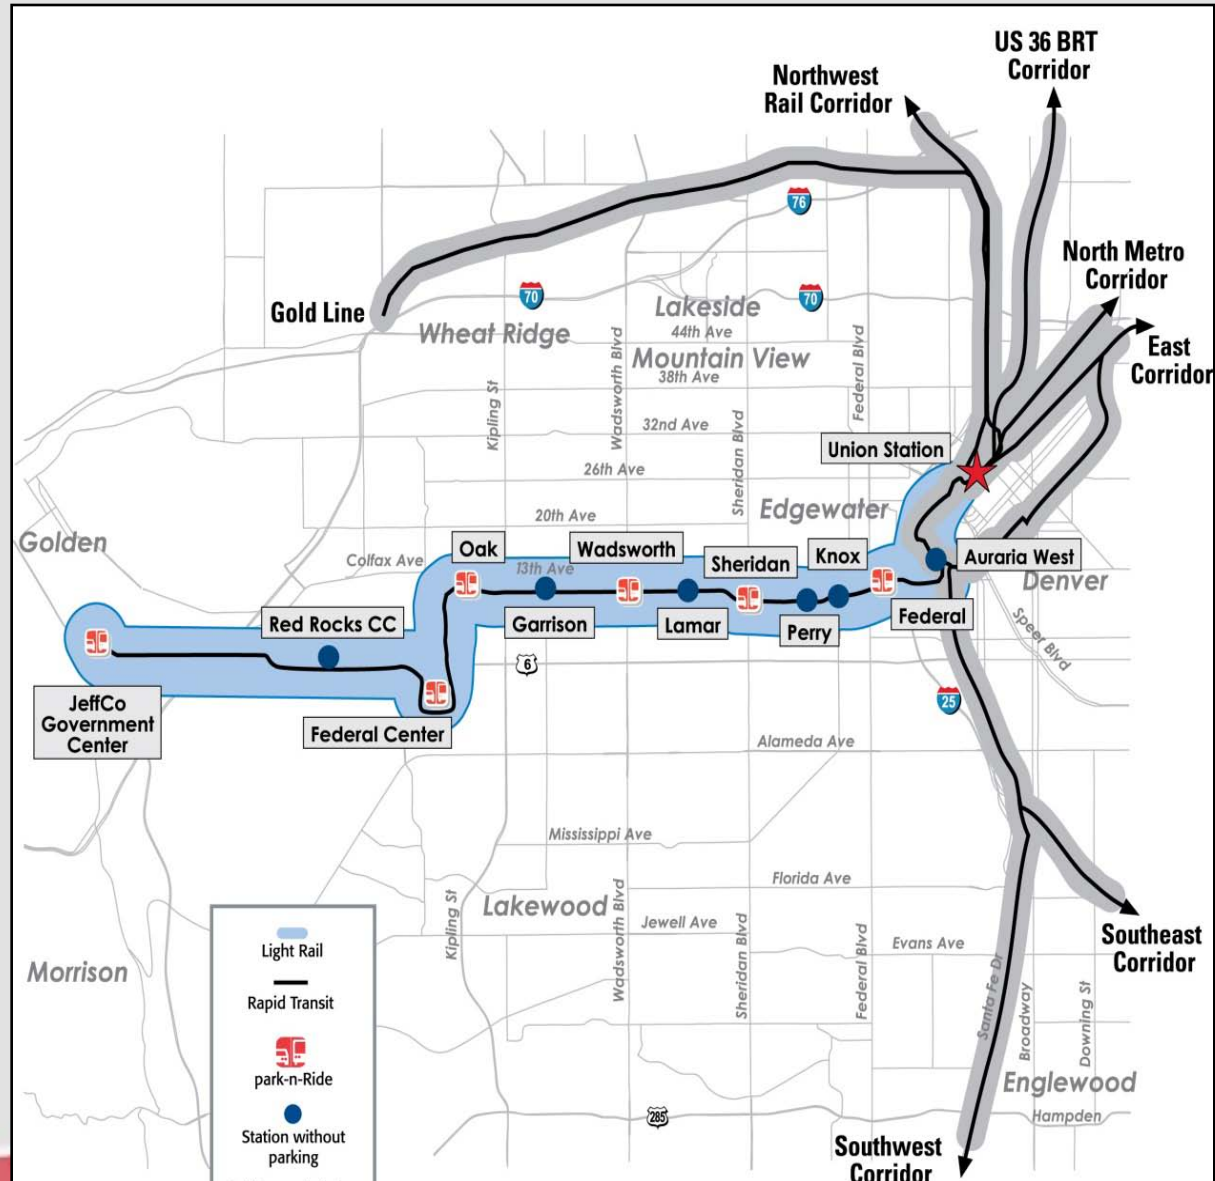 US 36 BRT
Corridor
Northwest
Rail Corridor
76
North Metro
Corridor
Gold Line
70
70
Lakeside
Wheat Ridge
44th Ave
East
Corridor
Mountain View
38th Ave
Kipling St
Wadsworth Blvd
Federal Blvd
32nd Ave
Sheridan Blvd
Union Station
26th Ave
20th Ave
Edgewater
Golden
Colfax Ave
Oak
Wadsworth
Sheridan
Knox
Auraria West
13th Ave
Denver
Red Rocks CC
Garrison
Lamar
Perry
Federal
Speer Blvd
6
JeffCo
Government
Center
Federal Center
25
Alameda Ave
Mississippi Ave
Florida Ave
Kipling St
Lakewood
Wadsworth Blvd
Jewell Ave
Sheridan Blvd
Federal Blvd
Evans Ave
Southeast
Corridor
Morrison
Santa Fe Dr
Broadway
Downing St
Englewood
Hampden
285
Southwest
Corridor
Light Rail
Rapid Transit
park-n-Ride
Station without
parking